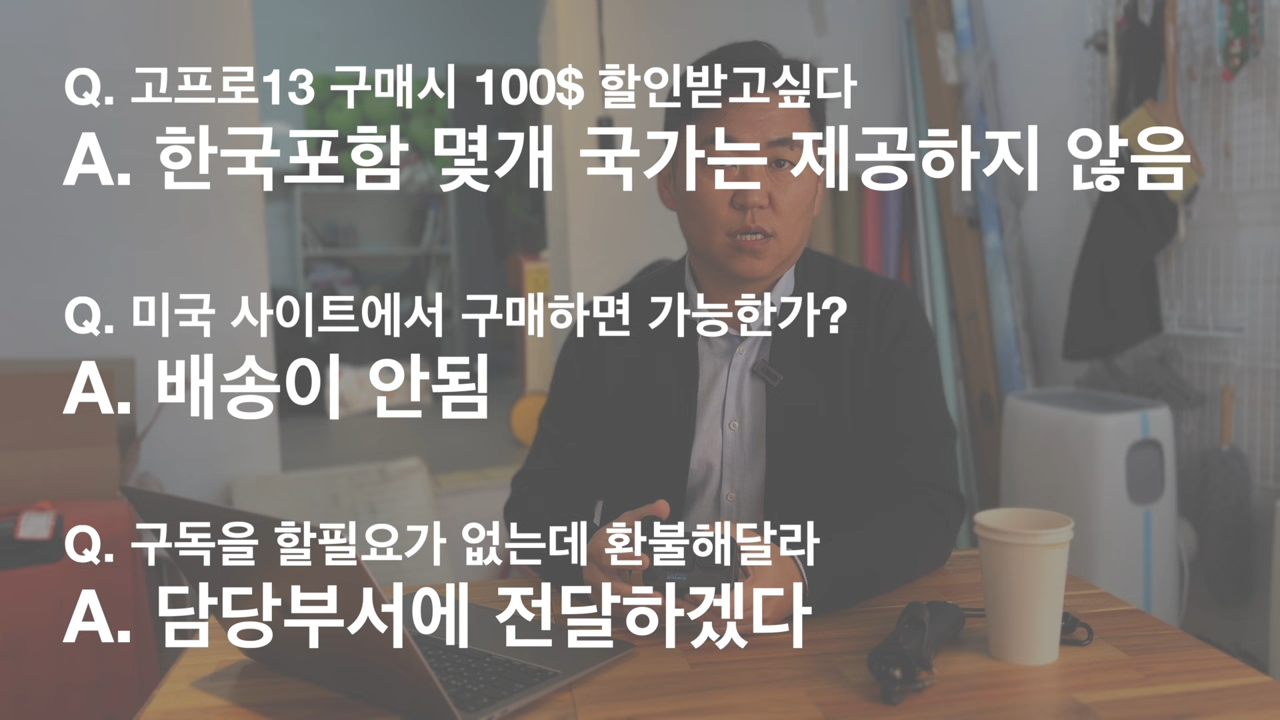 Q. 고프로13 구매시 100$ 할인받고싶다
A. 한국포함 몇개 국가는 제공하지 않음
Q. 미국 사이트에서 구매하면 가능한가?
A. 배송이 안됨
Q. 구독을 할필요가 없는데 환불해달라
A. 담당부서에 전달하겠다